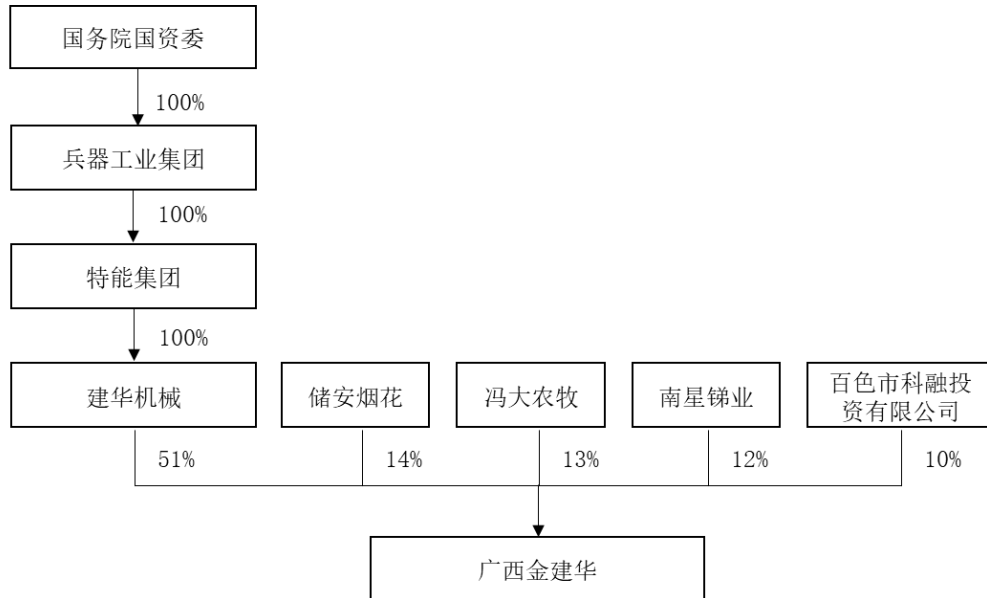 国务院国资委
100%
兵器工业集团
100%
特能集团
100%
建华机械
储安烟花
冯大农牧
南星锑业
百色市科融投
资有限公司
51%
14%
13%
12%
10%
广西金建华